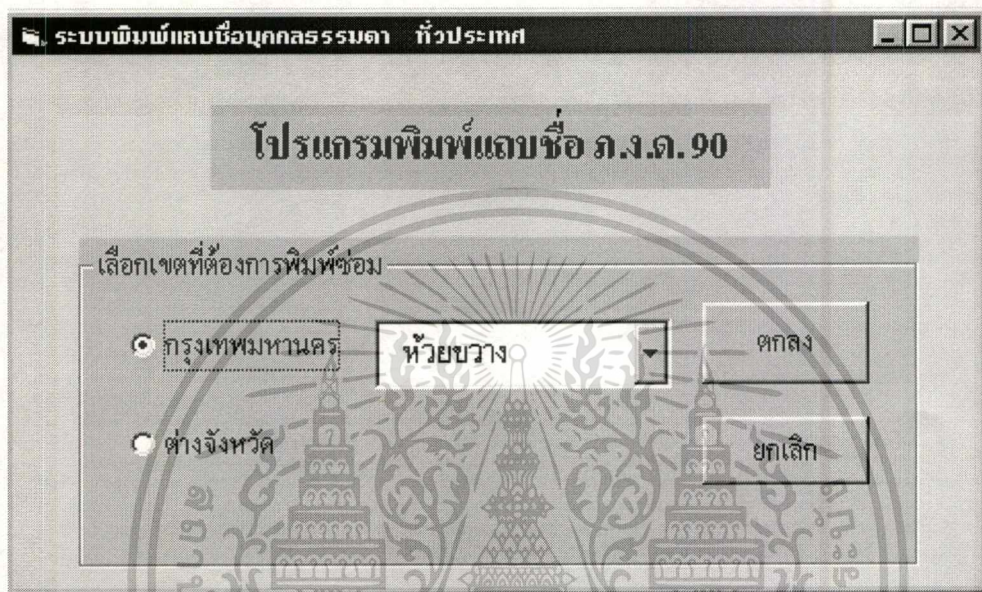 ระบบพิมพ์แถบชื่อบุคคลธรรมดา ทั่วประเทศ
โปรแกรมพิมพ์แถบชื่อ ภ.ง.ด. 90
เลือกเขตที่ต้องการพิมพ์ซ่อม
กรุงเทพมหานคร
ห้วยขวาง
ตกลง
ต่างจังหวัด
ยกเลิก